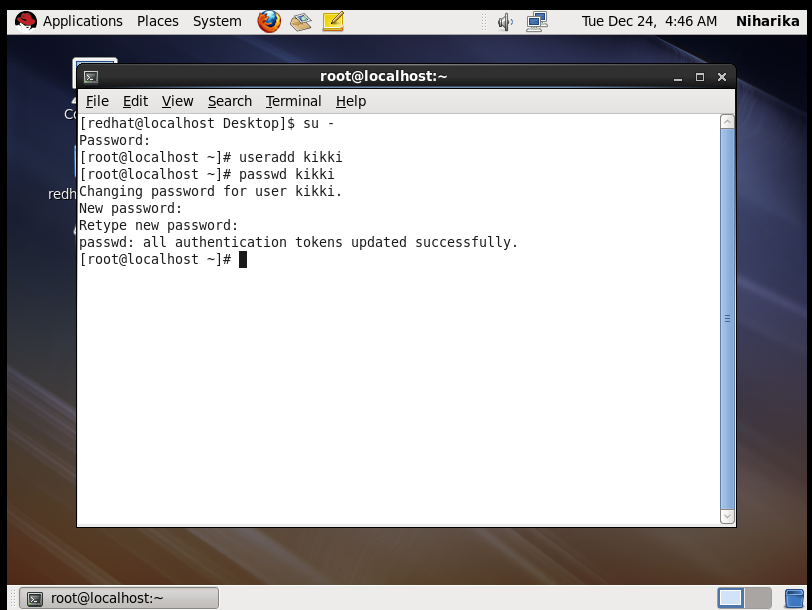 Applications Places System Tue Dec 24, 4:46 AM Niharika
root@localhost:~
File Edit View Search Terminal Help
[redhat@localhost Desktop]$ su -
Password:
[root@localhost ~]# useradd kikki
[root@localhost ~]# passwd kikki
Changing password for user kikki.
New password:
Retype new password:
passwd: all authentication tokens updated successfully.
[root@localhost ~]#
root@localhost:~